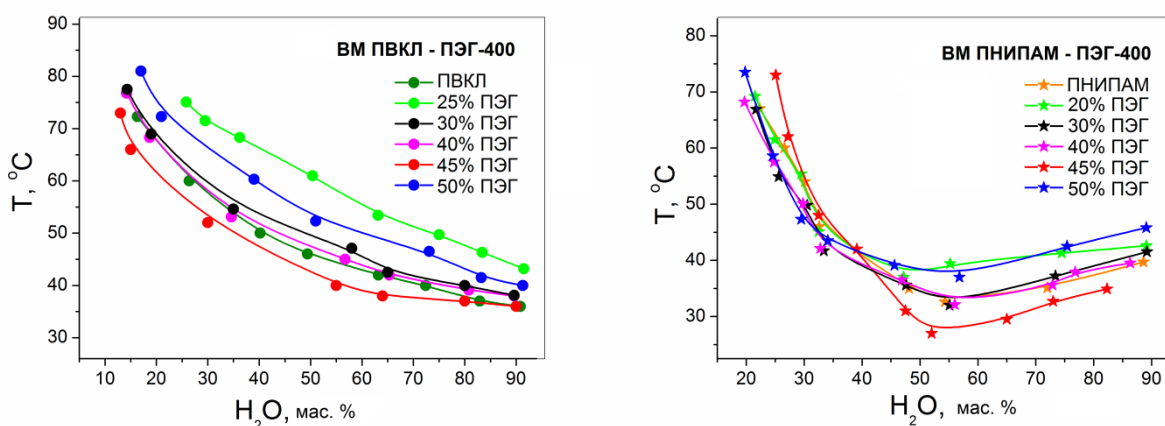 90
80
70
60
50
40
30
T, °C
ВМ ПВКЛ - ПЭГ-400
ПВКЛ
25% ПЭГ
30% ПЭГ
40% ПЭГ
45% ПЭГ
50% ПЭГ
10 20 30 40 50 60 70 80 90
H₂O, мас. %
80
70
60
50
40
30
T, °C
ВМ ПНИПАМ - ПЭГ-400
ПНИПАМ
20% ПЭГ
30% ПЭГ
40% ПЭГ
45% ПЭГ
50% ПЭГ
20 30 40 50 60 70 80 90
H₂O, мас. %